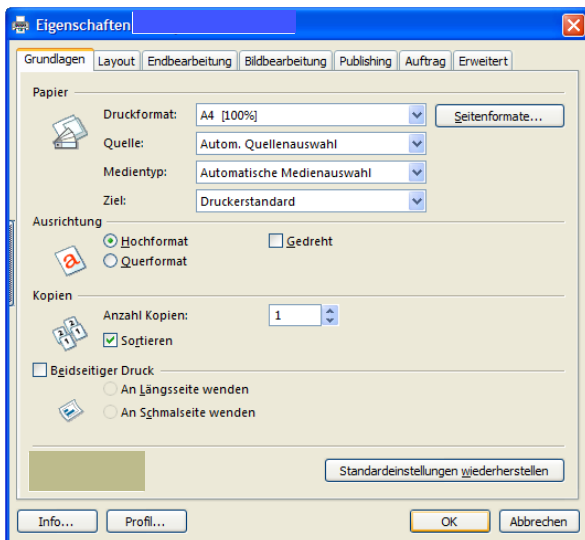 Eigenschaften
Grundlagen Layout Endbearbeitung Bildbearbeitung Publishing Auftrag Erweitert
Papier
Druckformat: A4 [100%] Seitenformate...
Quelle: Autom. Quellenauswahl
Medientyp: Automatische Medienauswahl
Ziel: Druckerstandard
Ausrichtung
Hochformat Gedreht
Querformat
Kopien
Anzahl Kopien: 1
Sortieren
Beidseitiger Druck
An Längsseite wenden
An Schmalseite wenden
Standardeinstellungen wiederherstellen
Info... Profil... OK Abbrechen